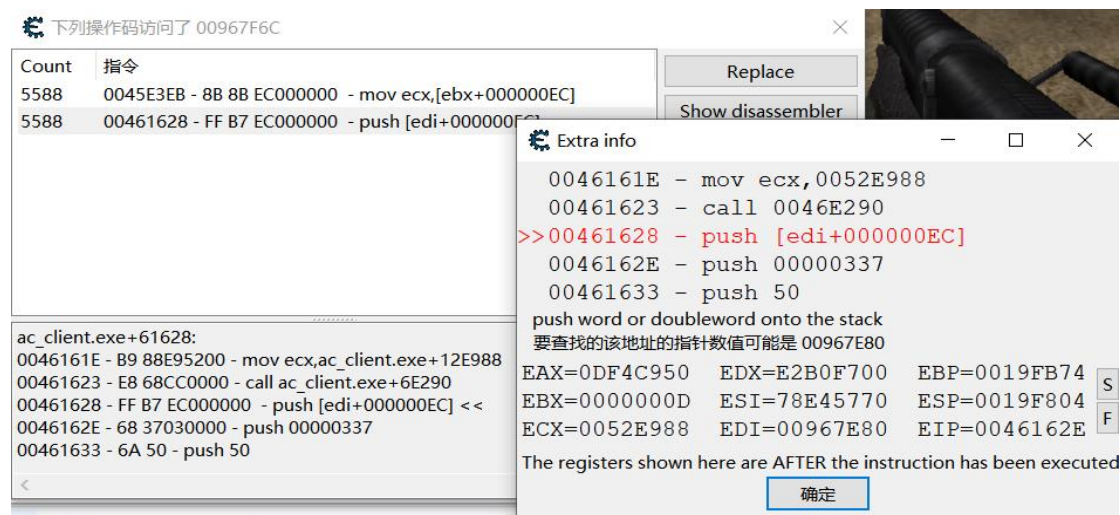 下列操作码访问了 00967F6C
Count 指令
5588 0045E3EB - 8B 8B EC000000 - mov ecx,[ebx+000000EC]
5588 00461628 - FF B7 EC000000 - push [edi+000000EC]
Replace
Show disassembler
Extra info
0046161E - mov ecx,0052E988
00461623 - call 0046E290
>>00461628 - push [edi+000000EC]
0046162E - push 00000337
00461633 - push 50
push word or doubleword onto the stack
要查找的该地址的指针数值可能是 00967E80
EAX=0DF4C950 EDX=E2B0F700 EBP=0019FB74
EBX=0000000D ESI=78E45770 ESP=0019F804
ECX=0052E988 EDI=00967E80 EIP=0046162E
S
F
The registers shown here are AFTER the instruction has been executed
确定
ac_client.exe+61628:
0046161E - B9 88E95200 - mov ecx,ac_client.exe+12E988
00461623 - E8 68CC0000 - call ac_client.exe+6E290
00461628 - FF B7 EC000000 - push [edi+000000EC] <<
0046162E - 68 37030000 - push 00000337
00461633 - 6A 50 - push 50